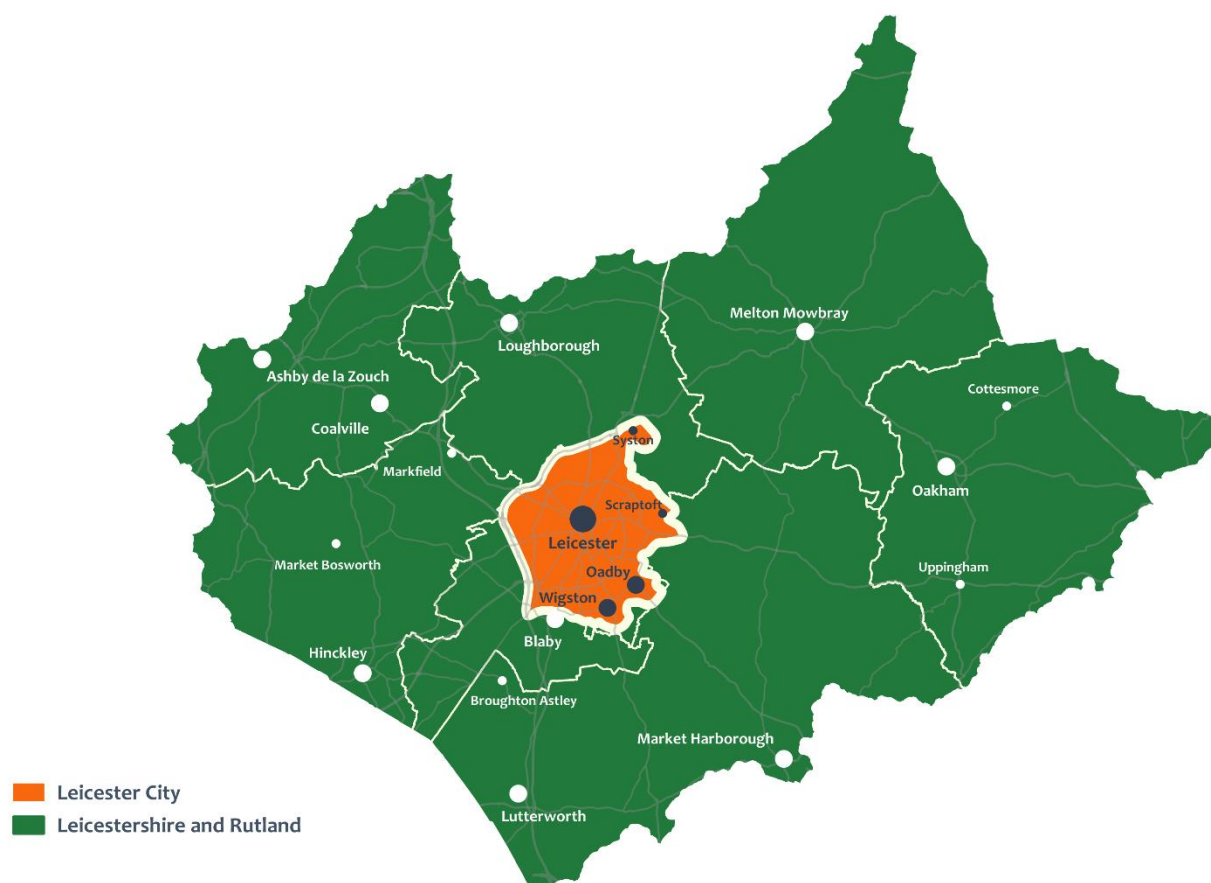 Melton Mowbray
Loughborough
Ashby de la Zouch
Cottesmore
Coalville
Syston
Markfield
Oakham
Scraptoft
Leicester
Market Bosworth
Uppingham
Oadby
Wigston
Blaby
Hinckley
Broughton Astley
Market Harborough
Leicester City
Lutterworth
Leicestershire and Rutland